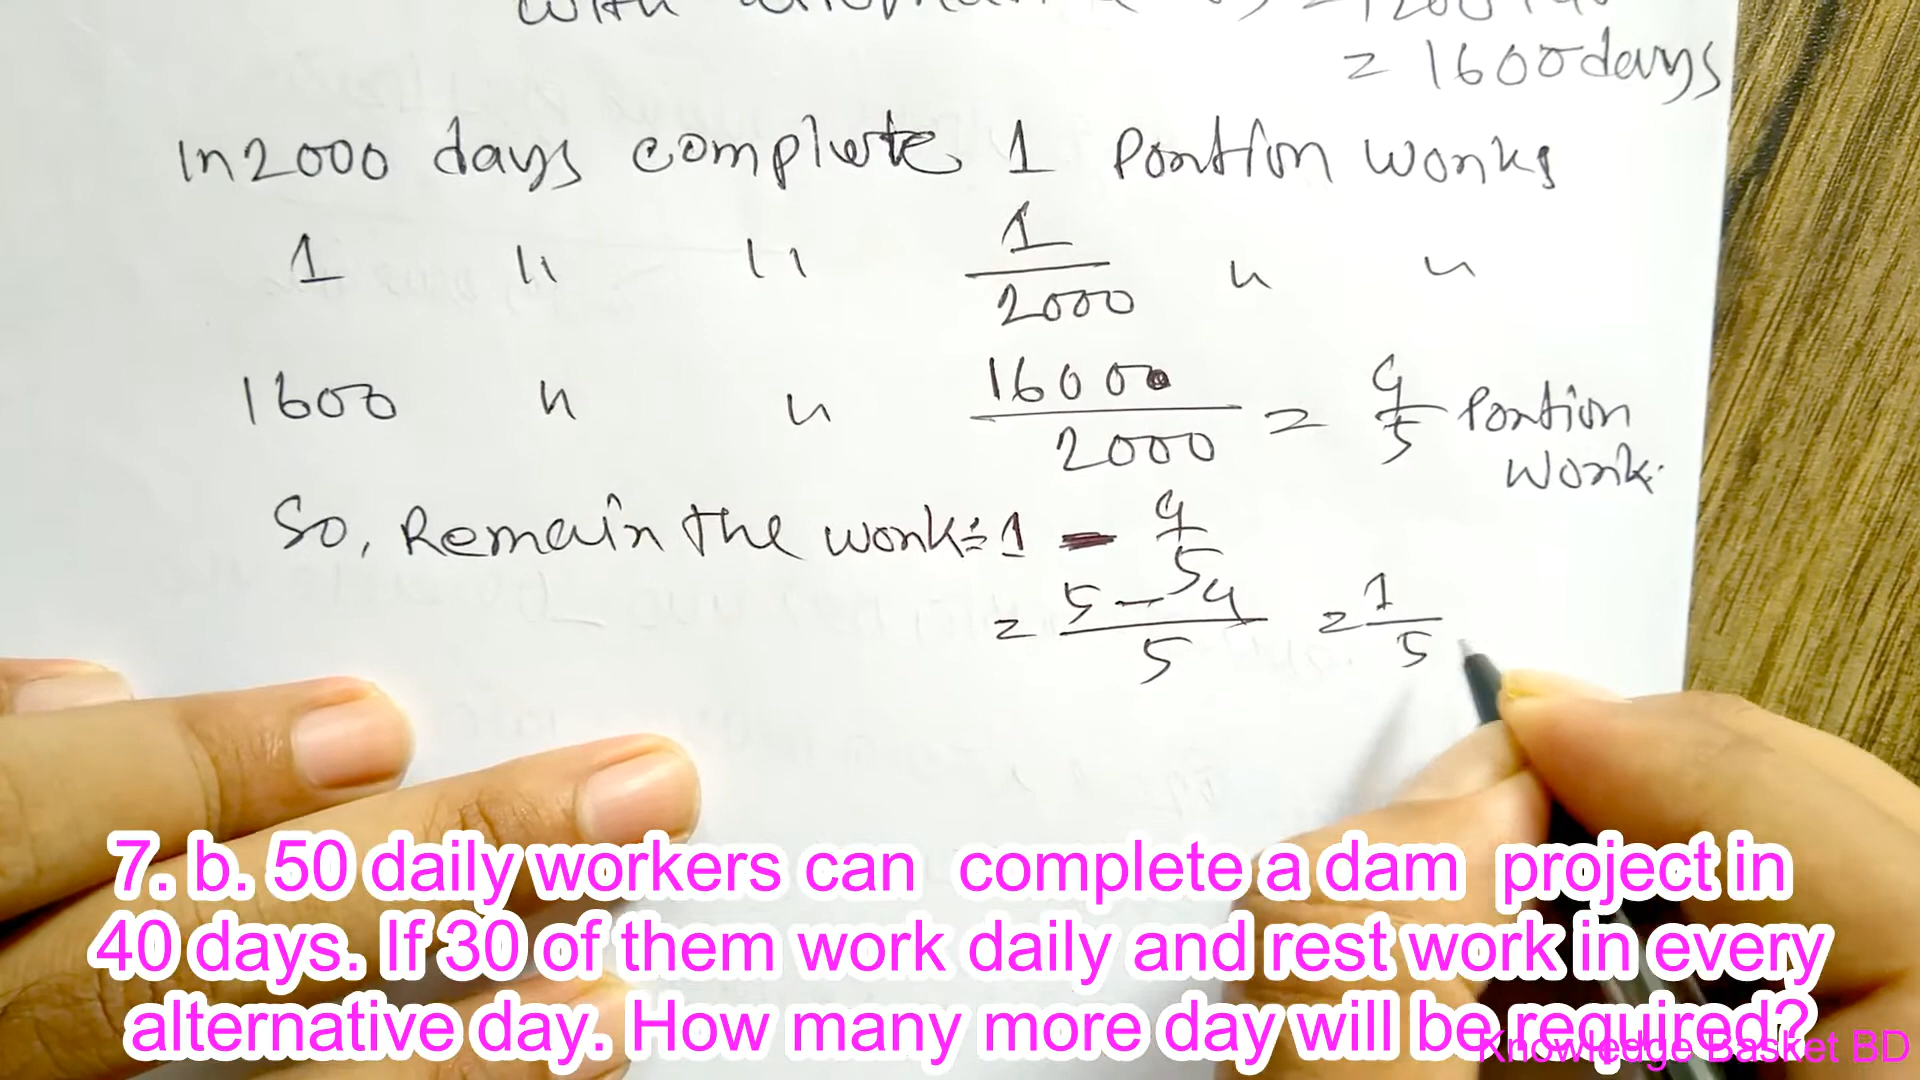 = 1600 days
In 2000 days complete 1 Portion works
1 " " 1/2000 " "
1600 " " 1600/2000 = 4/5 Portion
work.
So, Remain the work = 1 - 4/5
= 5-4/5 = 1/5
7. b. 50 daily workers can complete a dam project in
40 days. If 30 of them work daily and rest work in every
alternative day. How many more day will be required?
Knowledge Basket BD